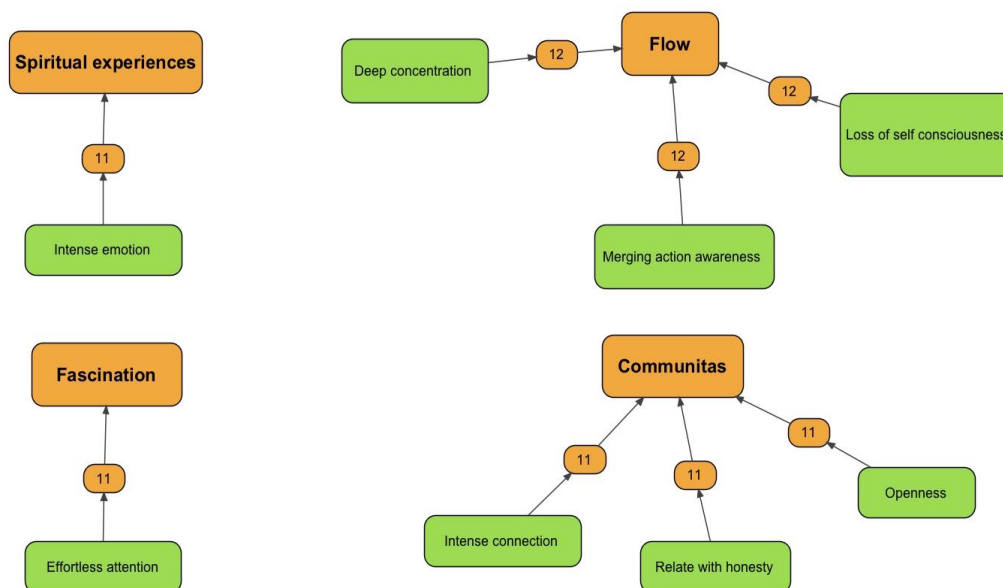 Spiritual experiences
11
Intense emotion
Flow
12
Deep concentration
12
Loss of self consciousness
12
Merging action awareness
Fascination
11
Effortless attention
Communitas
11
Intense connection
11
Relate with honesty
11
Openness